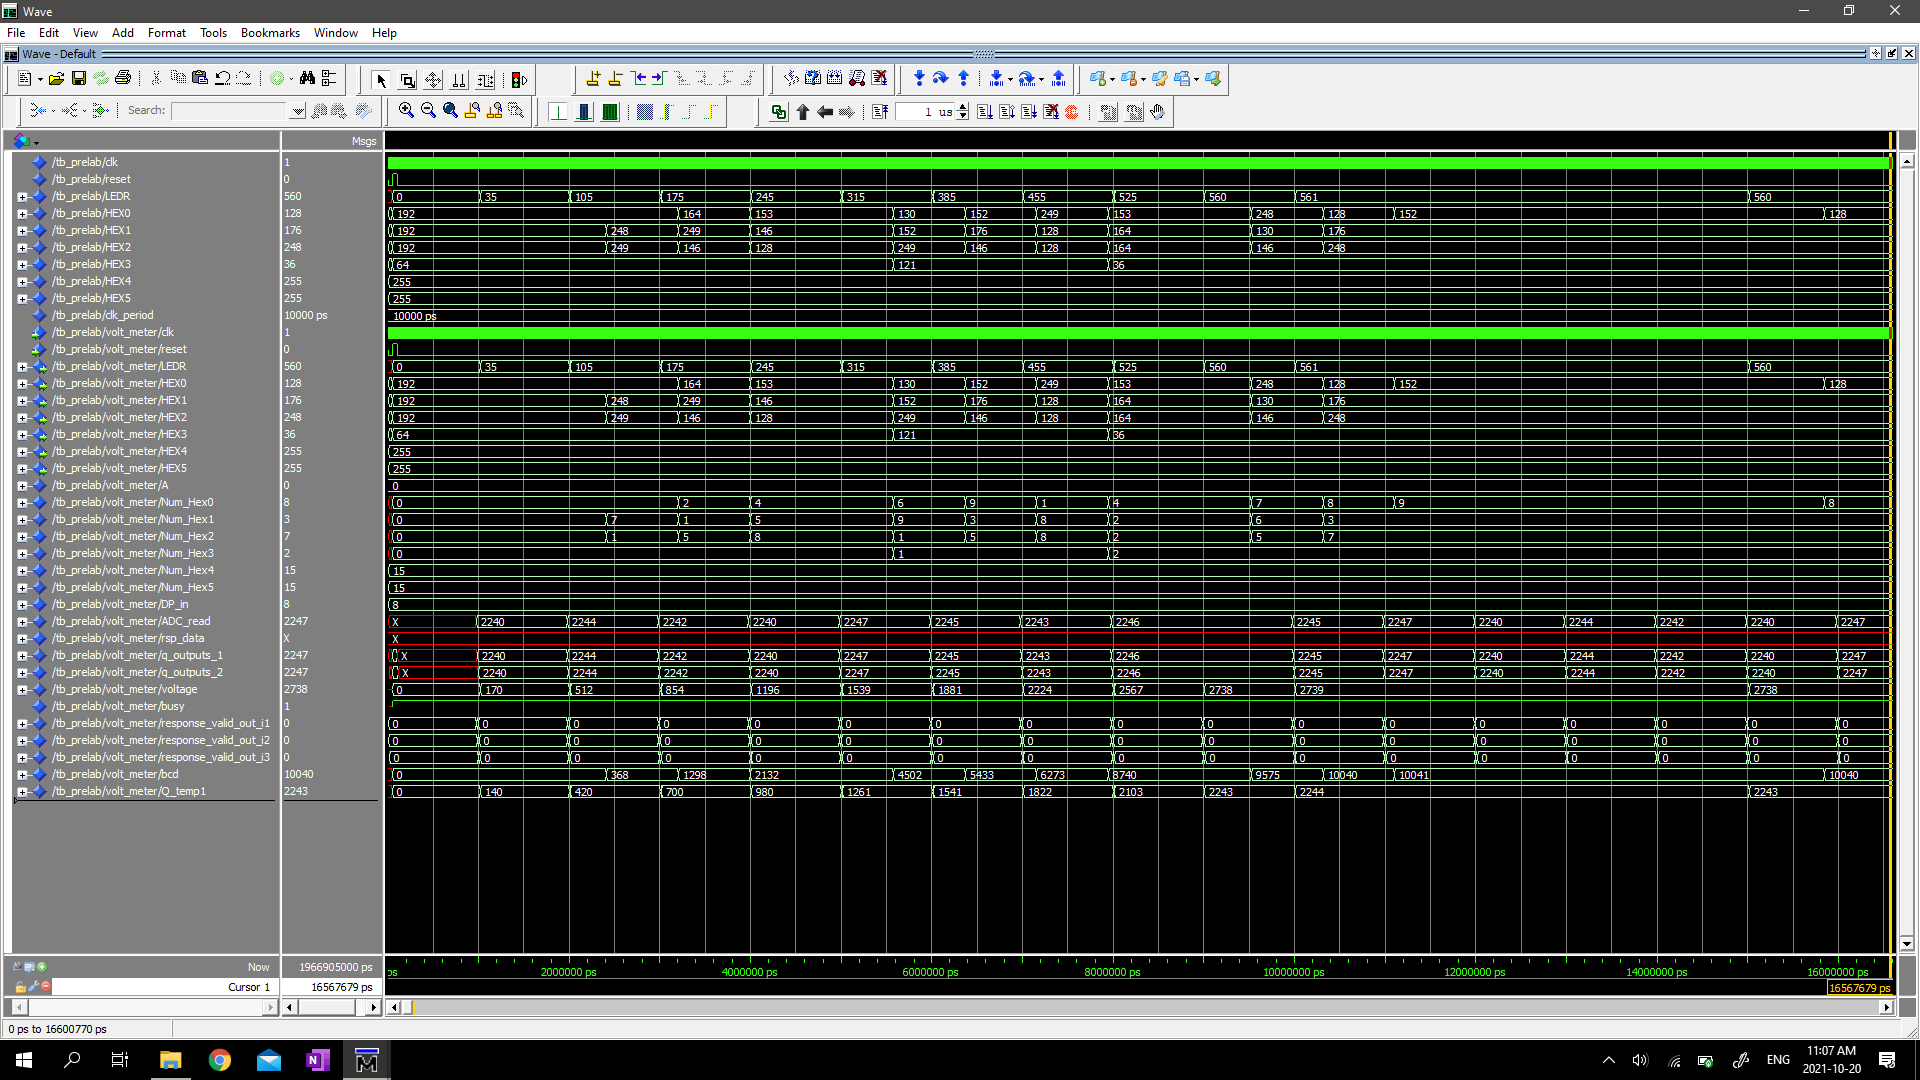 Wave
File Edit View Add Format Tools Bookmarks Window Help
Wave - Default
Search:
1 us
Msgs
/tb_prelab/clk 1
/tb_prelab/reset 0
/tb_prelab/LEDR 560 0 35 105 175 245 315 385 455 525 560 561 560
/tb_prelab/HEX0 128 192 164 153 130 152 249 153 248 128 152 128
/tb_prelab/HEX1 176 192 248 249 146 152 176 128 164 130 176
/tb_prelab/HEX2 248 192 249 146 128 249 146 128 164 146 248
/tb_prelab/HEX3 36 64 121 36
/tb_prelab/HEX4 255 255
/tb_prelab/HEX5 255 255
/tb_prelab/clk_period 10000 ps 10000 ps
/tb_prelab/volt_meter/clk 1
/tb_prelab/volt_meter/reset 0
/tb_prelab/volt_meter/LEDR 560 0 35 105 175 245 315 385 455 525 560 561 560
/tb_prelab/volt_meter/HEX0 128 192 164 153 130 152 249 153 248 128 152 128
/tb_prelab/volt_meter/HEX1 176 192 248 249 146 152 176 128 164 130 176
/tb_prelab/volt_meter/HEX2 248 192 249 146 128 249 146 128 164 146 248
/tb_prelab/volt_meter/HEX3 36 64 121 36
/tb_prelab/volt_meter/HEX4 255 255
/tb_prelab/volt_meter/HEX5 255 255
/tb_prelab/volt_meter/A 0 0
/tb_prelab/volt_meter/Num_Hex0 8 0 2 4 6 9 1 4 7 8 9 8
/tb_prelab/volt_meter/Num_Hex1 3 0 7 1 5 9 3 8 2 6 3
/tb_prelab/volt_meter/Num_Hex2 7 0 1 5 8 1 5 8 2 5 7
/tb_prelab/volt_meter/Num_Hex3 2 0 1 2
/tb_prelab/volt_meter/Num_Hex4 15 15
/tb_prelab/volt_meter/Num_Hex5 15 15
/tb_prelab/volt_meter/DP_in 8 8
/tb_prelab/volt_meter/ADC_read 2247 X 2240 2244 2242 2240 2247 2245 2243 2246 2245 2247 2240 2244 2242 2240 2247
/tb_prelab/volt_meter/rsp_data X X
/tb_prelab/volt_meter/q_outputs_1 2247 X 2240 2244 2242 2240 2247 2245 2243 2246 2245 2247 2240 2244 2242 2240 2247
/tb_prelab/volt_meter/q_outputs_2 2247 X 2240 2244 2242 2240 2247 2245 2243 2246 2245 2247 2240 2244 2242 2240 2247
/tb_prelab/volt_meter/voltage 2738 0 170 512 854 1196 1539 1881 2224 2567 2738 2739 2738
/tb_prelab/volt_meter/busy 1
/tb_prelab/volt_meter/response_valid_out_i1 0 0 0 0 0 0 0 0 0 0 0 0 0 0 0 0 0 0
/tb_prelab/volt_meter/response_valid_out_i2 0 0 0 0 0 0 0 0 0 0 0 0 0 0 0 0 0 0
/tb_prelab/volt_meter/response_valid_out_i3 0 0 0 0 0 0 0 0 0 0 0 0 0 0 0 0 0 0
/tb_prelab/volt_meter/bcd 10040 0 368 1298 2132 4502 5433 6273 8740 9575 10040 10041 10040
/tb_prelab/volt_meter/Q_temp1 2243 0 140 420 700 980 1261 1541 1822 2103 2243 2244 2243
Now 1966905000 ps ps 2000000 ps 4000000 ps 6000000 ps 8000000 ps 10000000 ps 12000000 ps 14000000 ps 16000000 ps
Cursor 1 16567679 ps 16567679 ps
0 ps to 16600770 ps
N
M
ENG
11:07 AM
2021-10-20